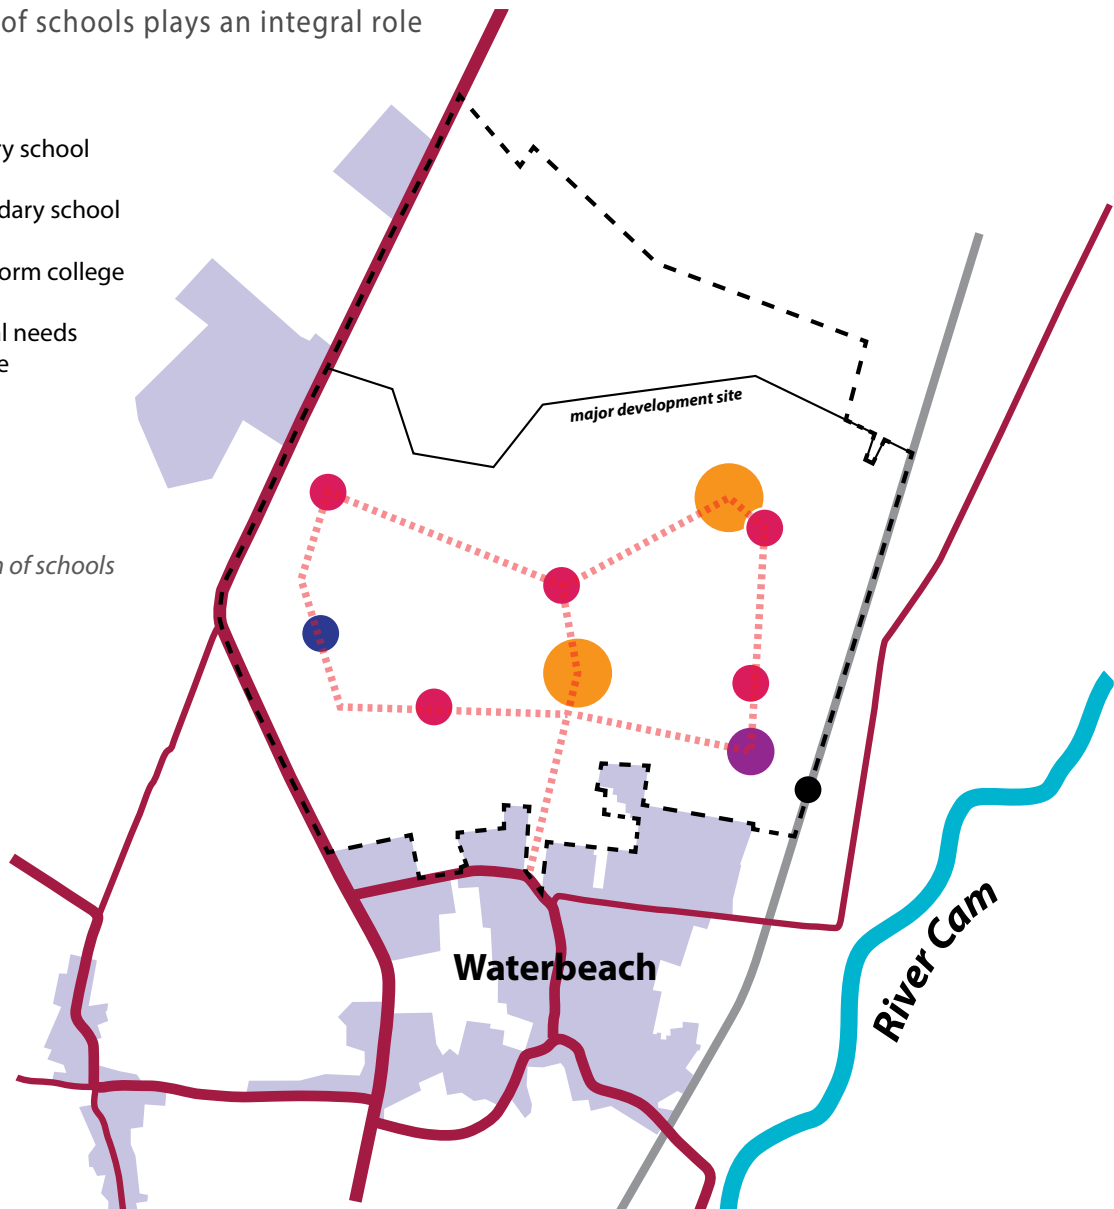 of schools plays an integral role
ry school
dary school
orm college
l needs
e
major development site
n of schools
Waterbeach
River Cam